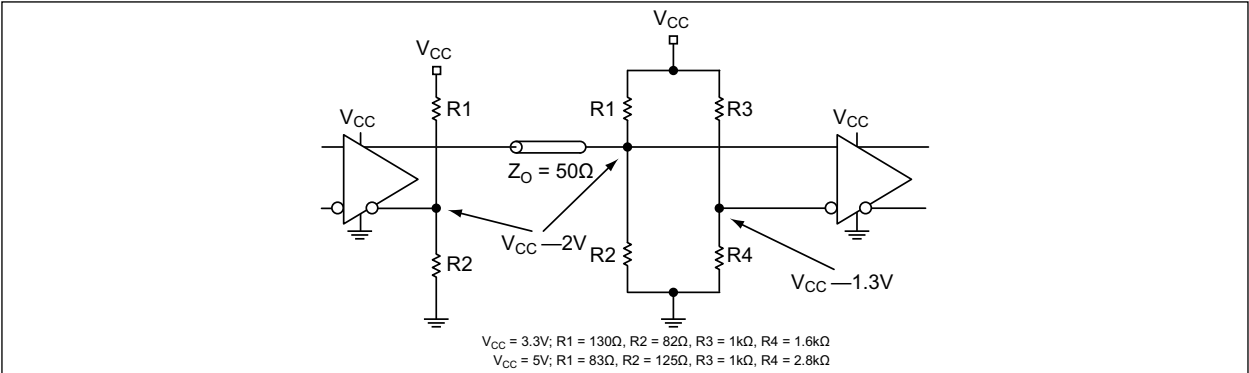 VCC
VCC
R1
R1
R3
VCC
VCC
ZO = 50Ω
VCC —2V
R2
R2
R4
VCC —1.3V
VCC = 3.3V; R1 = 130Ω, R2 = 82Ω, R3 = 1kΩ, R4 = 1.6kΩ
VCC = 5V; R1 = 83Ω, R2 = 125Ω, R3 = 1kΩ, R4 = 2.8kΩ